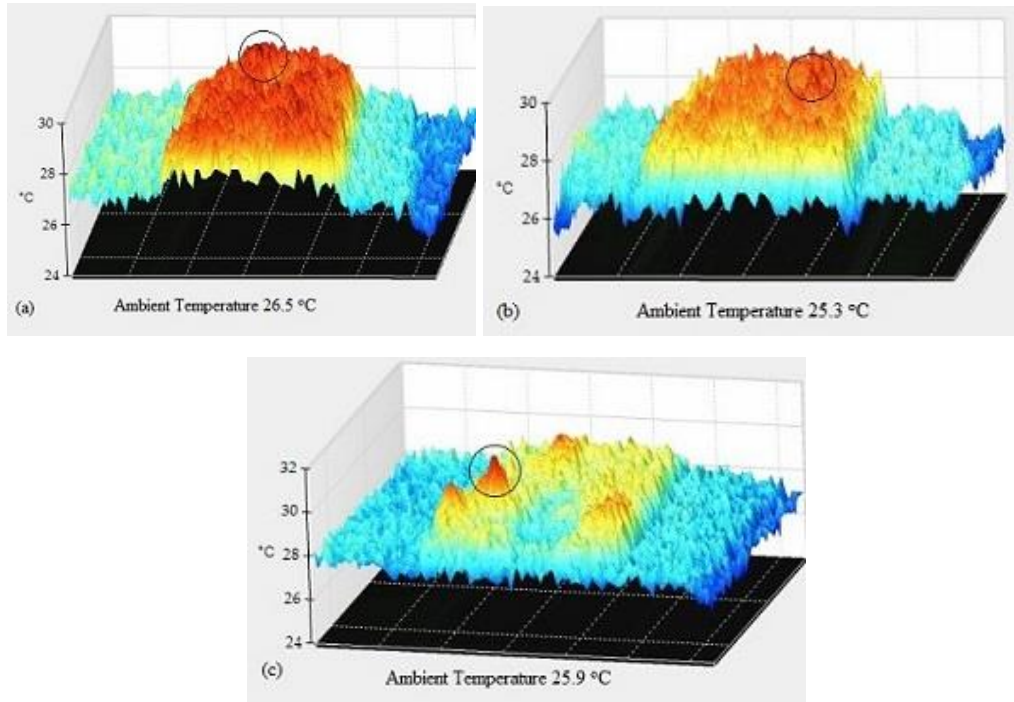 30
28
°C
26
24
(a)
Ambient Temperature 26.5 °C
30
28
°C
26
24
(b)
Ambient Temperature 25.3 °C
32
30
°C
28
26
24
(c)
Ambient Temperature 25.9 °C